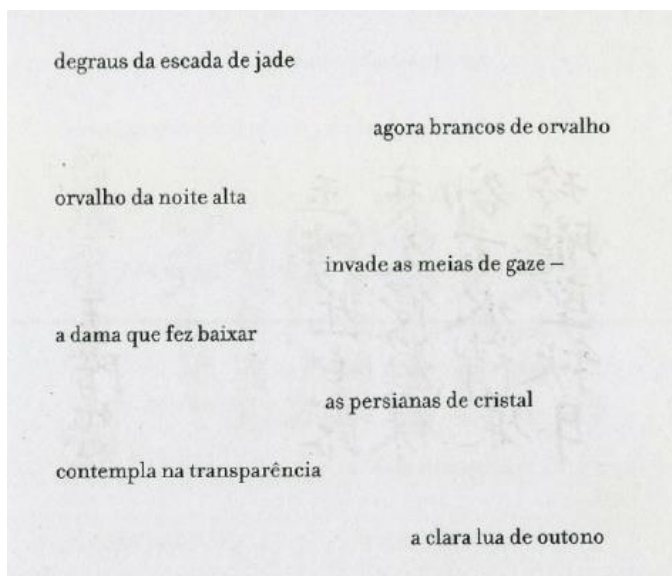 degraus da escada de jade
agora brancos de orvalho
orvalho da noite alta
invade as meias de gaze —
a dama que fez baixar
as persianas de cristal
contempla na transparência
a clara lua de outono